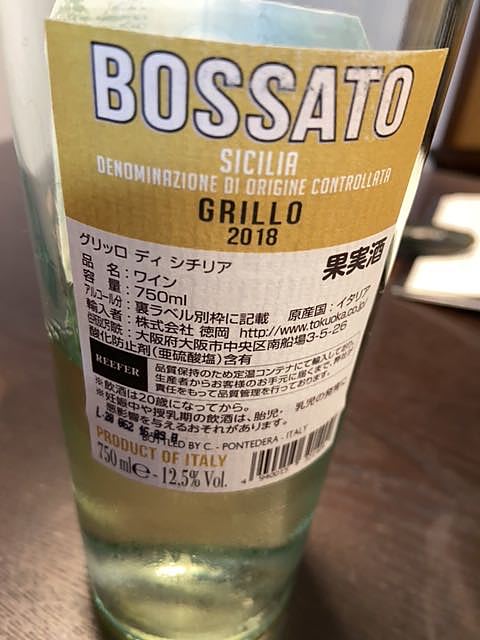 BOSSATO
SICILIA
DENOMINAZIONE DI ORIGINE CONTROLLATA
GRILLO
2018
グリッロ ディ シチリア
果実酒
品 名：ワイン
容 量：750ml
アルコール分：裏ラベル別枠に記載 原産国：イタリア
輸入者：株式会社 徳岡 http://www.tokuoka.co.jp/
引取先：大阪府大阪市中央区南船場3-5-26
酸化防止剤(亜硫酸塩)含有
REEFER
品質保持のため定温コンテナにて輸入し
生産者からお客様のお手元に届くまで、
責任をもって品質管理を行っております。
※飲酒は20歳になってから。
※妊娠中や授乳期の飲酒は、胎児・乳児の発育に
悪影響を与えるおそれがあります。
BOTTLED BY C. - PONTEDERA - ITALY
PRODUCT OF ITALY
750 ml e - 12.5% Vol.